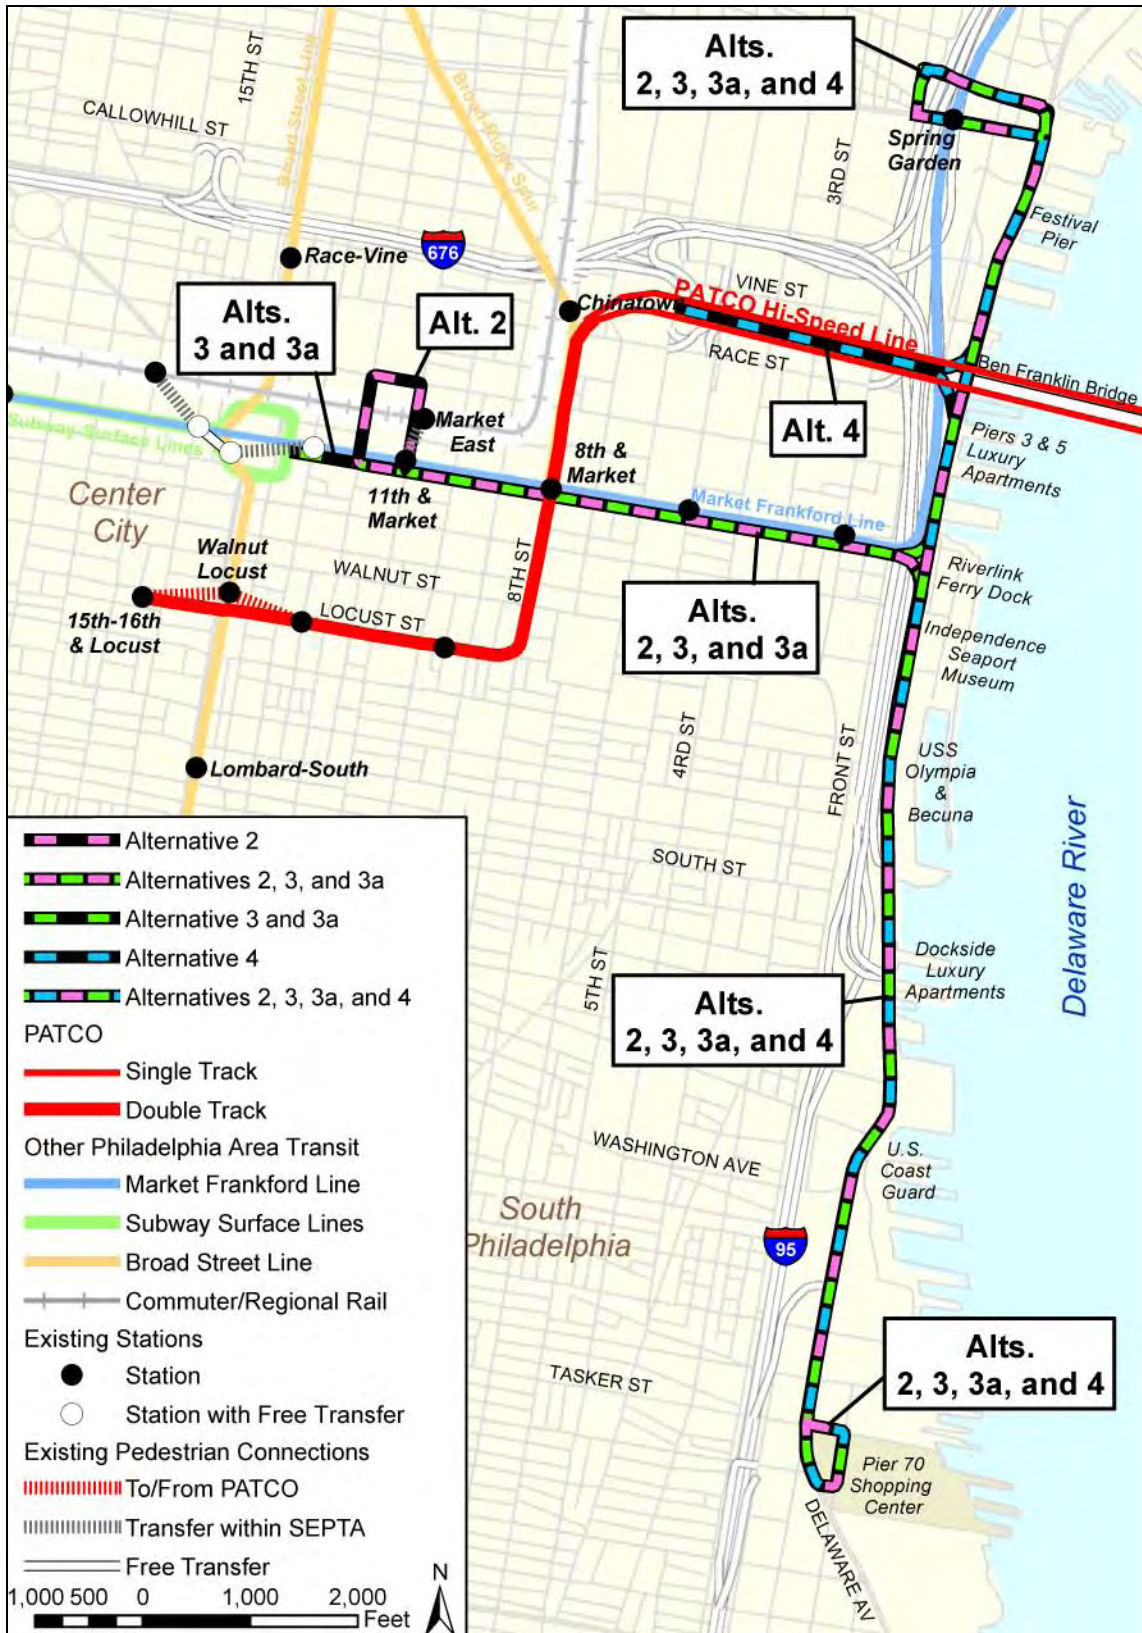 Alts.
2, 3, 3a, and 4
15TH ST
Broad Street Line
Broad-Ridge Spur
CALLOWHILL ST
3RD ST
Spring
Garden
Festival
Pier
Race-Vine
676
Alts.
3 and 3a
Alt. 2
Chinatown
VINE ST
PATCO Hi-Speed Line
RACE ST
Ben Franklin Bridge
Alt. 4
Subway-Surface Lines
Market
East
8th &
Market
11th &
Market
Market Frankford Line
Piers 3 & 5
Luxury
Apartments
Center
City
Walnut
Locust
WALNUT ST
LOCUST ST
8TH ST
15th-16th
& Locust
Alts.
2, 3, and 3a
Riverlink
Ferry Dock
Independence
Seaport
Museum
4RD ST
FRONT ST
USS
Olympia
&
Becuna
Lombard-South
SOUTH ST
Delaware River
5TH ST
Dockside
Luxury
Apartments
Alts.
2, 3, 3a, and 4
WASHINGTON AVE
U.S.
Coast
Guard
South
Philadelphia
95
TASKER ST
Alts.
2, 3, 3a, and 4
Pier 70
Shopping
Center
DELAWARE AV
Alternative 2
Alternatives 2, 3, and 3a
Alternative 3 and 3a
Alternative 4
Alternatives 2, 3, 3a, and 4
PATCO
Single Track
Double Track
Other Philadelphia Area Transit
Market Frankford Line
Subway Surface Lines
Broad Street Line
Commuter/Regional Rail
Existing Stations
Station
Station with Free Transfer
Existing Pedestrian Connections
To/From PATCO
Transfer within SEPTA
Free Transfer
N
1,000 500 0 1,000 2,000
Feet